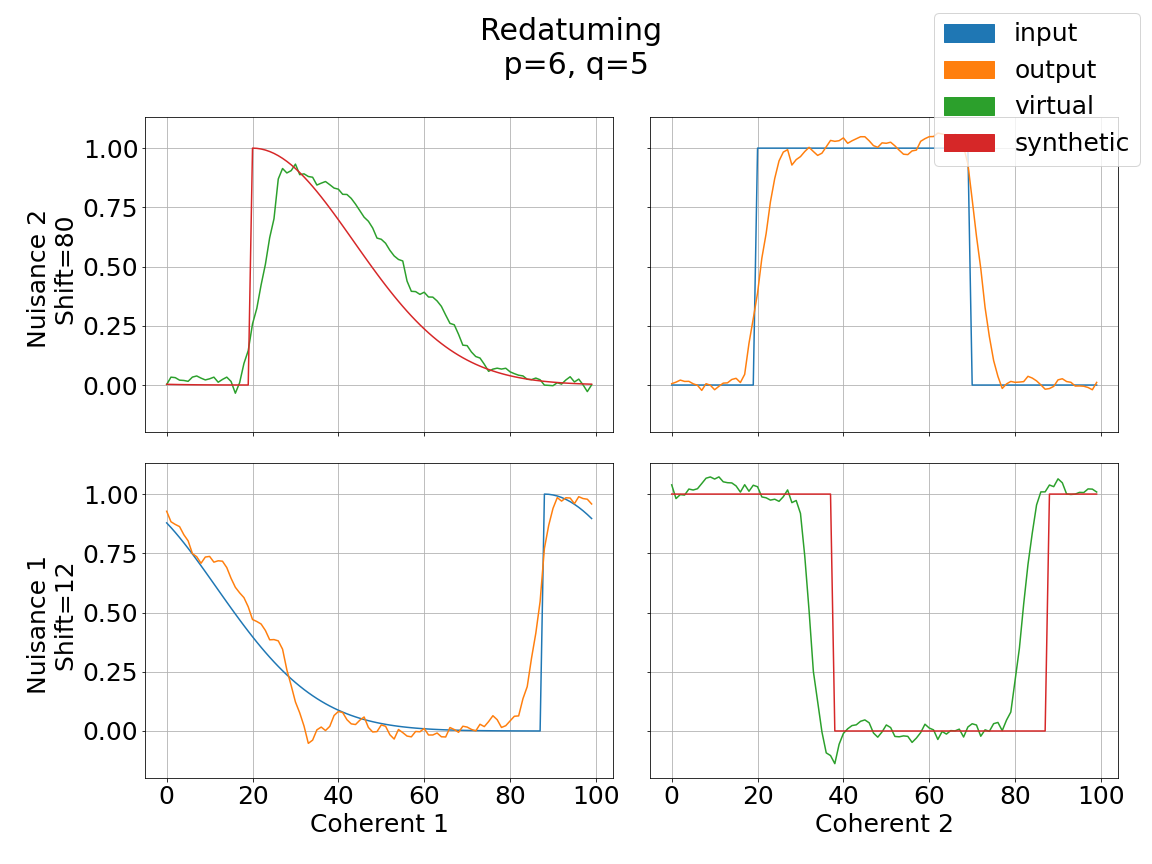 Redatuming
p=6, q=5
input
output
virtual
synthetic
Nuisance 2
Shift=80
1.00
0.75
0.50
0.25
0.00
Nuisance 1
Shift=12
1.00
0.75
0.50
0.25
0.00
0 20 40 60 80 100
0 20 40 60 80 100
Coherent 1
Coherent 2